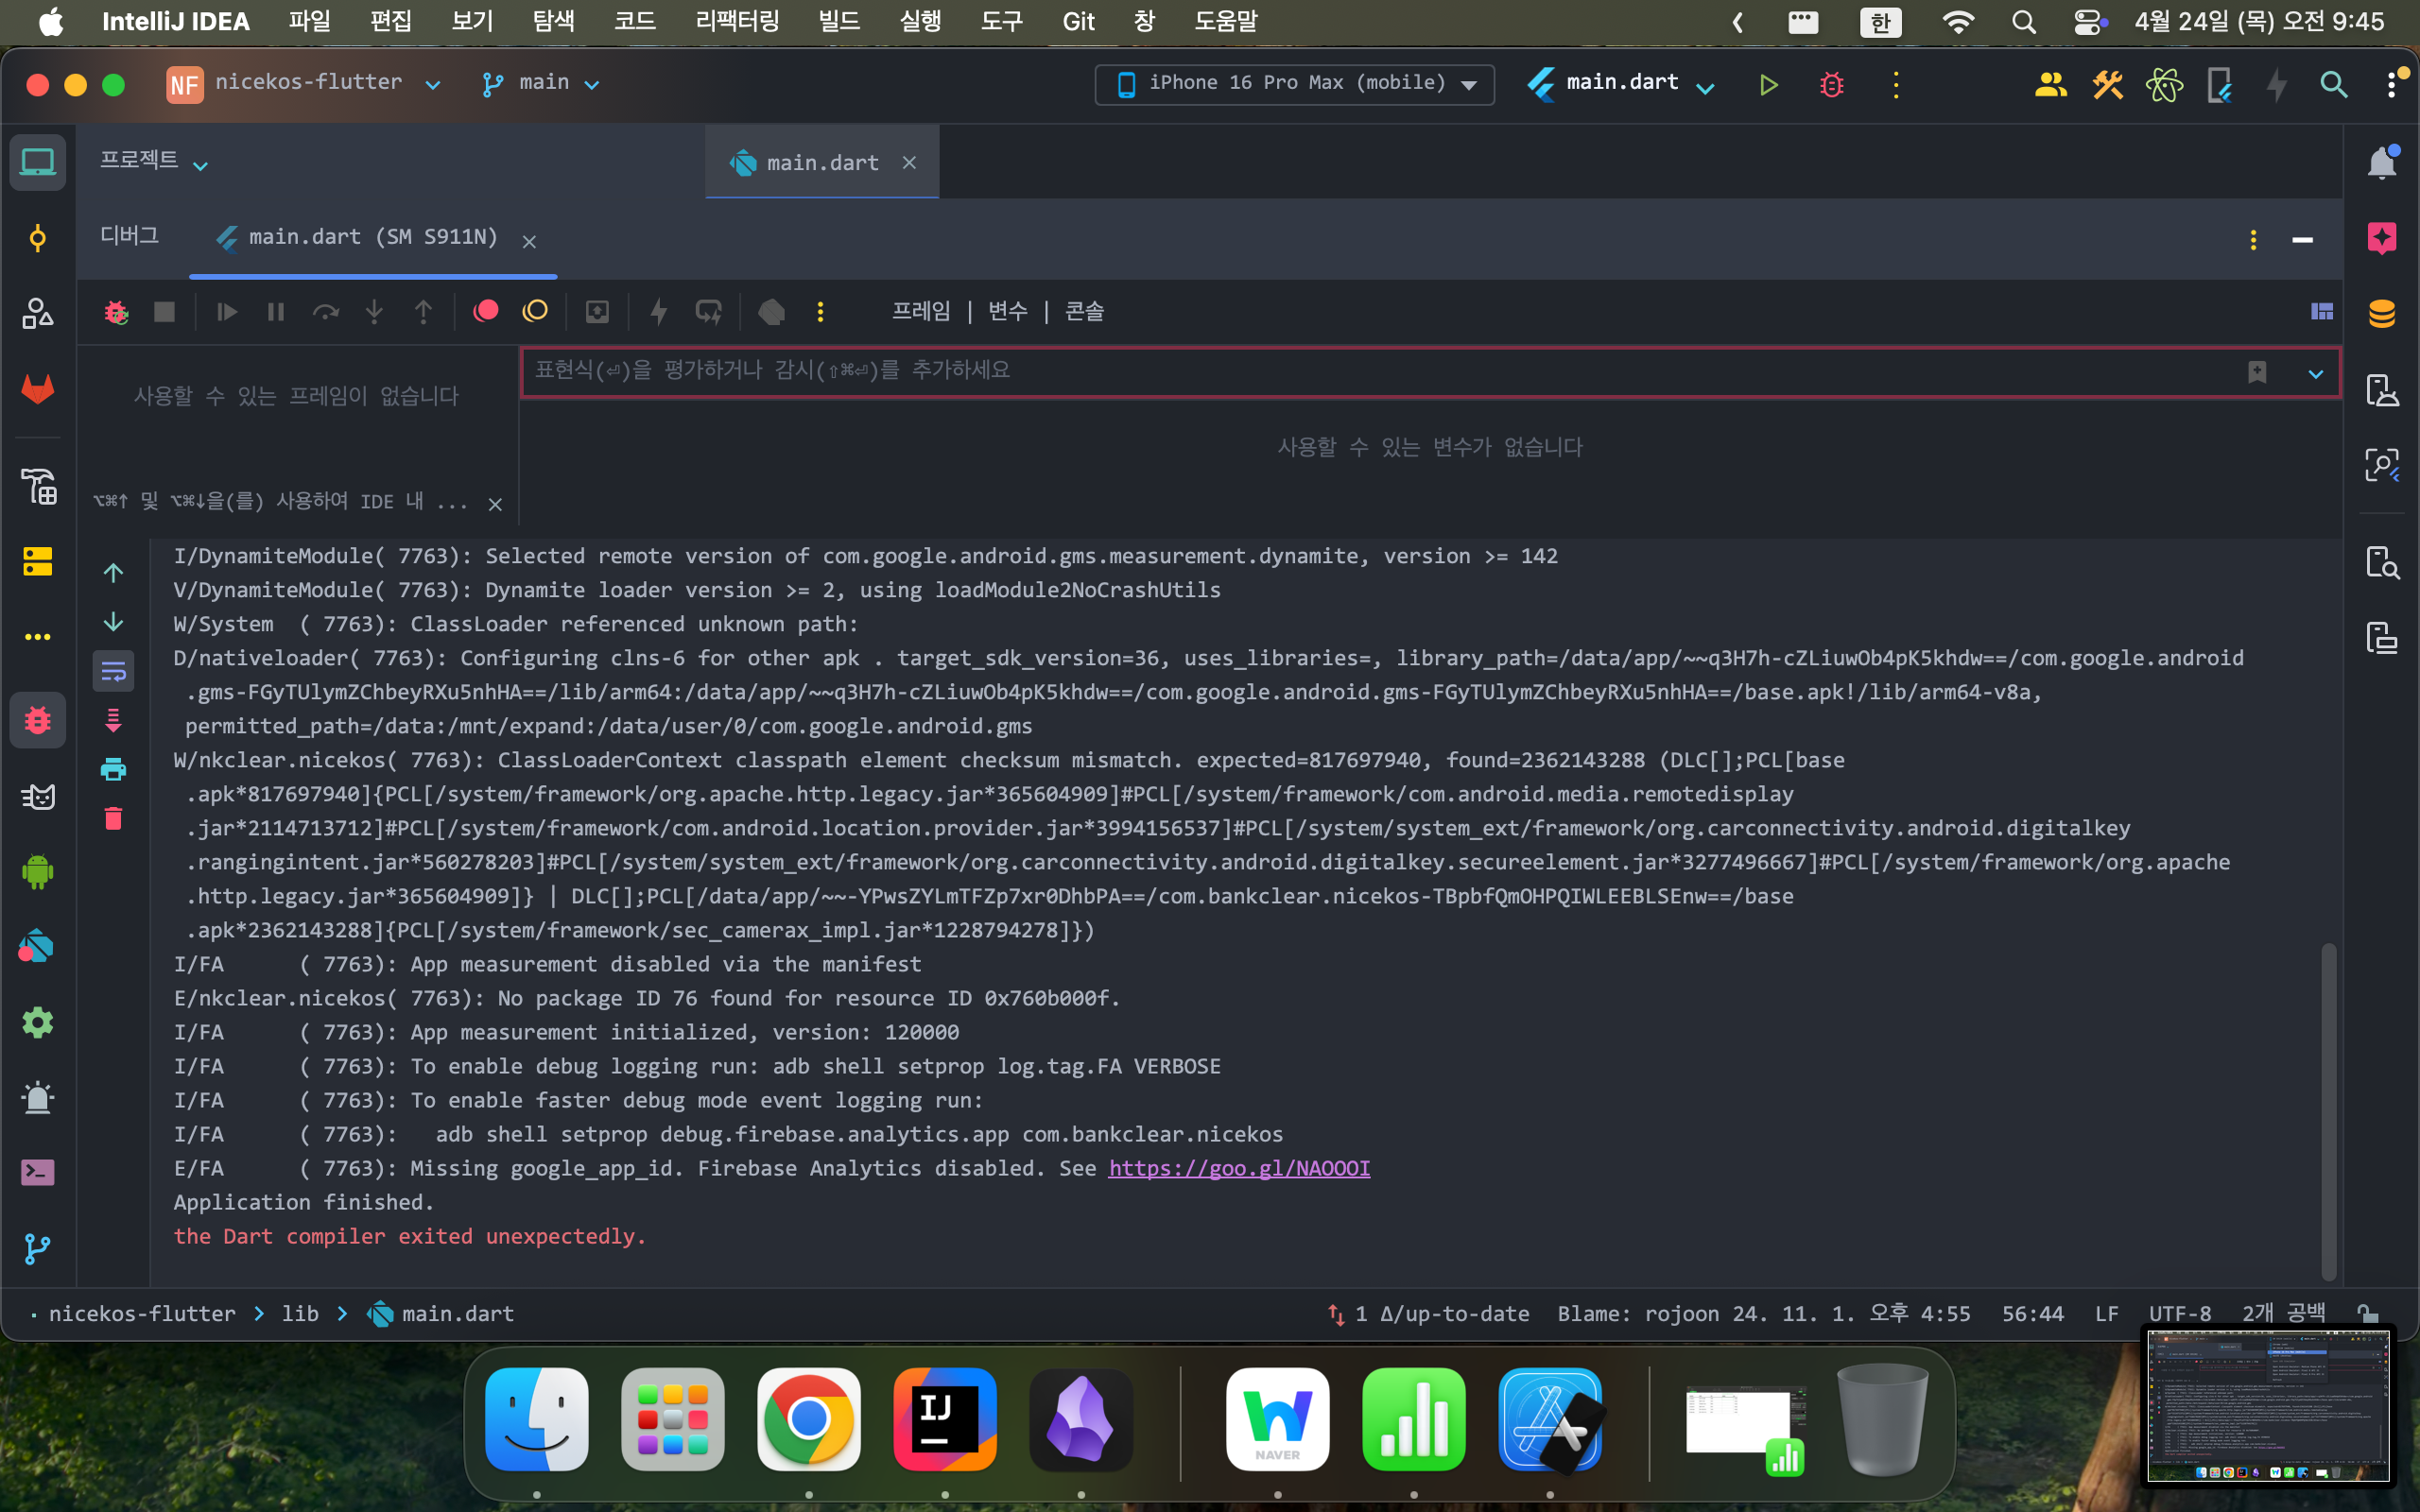 IntelliJ IDEA 파일 편집 보기 탐색 코드 리팩터링 빌드 실행 도구 Git 창 도움말 한 4월 24일 (목) 오전 9:45
NF nicekos-flutter main iPhone 16 Pro Max (mobile) main.dart
프로젝트 main.dart
디버그 main.dart (SM S911N)
프레임 | 변수 | 콘솔
표현식(⏎)을 평가하거나 감시(⇧⌘⏎)를 추가하세요
사용할 수 있는 프레임이 없습니다
사용할 수 있는 변수가 없습니다
⌥⌘↑ 및 ⌥⌘↓을(를) 사용하여 IDE 내 ...
I/DynamiteModule( 7763): Selected remote version of com.google.android.gms.measurement.dynamite, version >= 142
V/DynamiteModule( 7763): Dynamite loader version >= 2, using loadModule2NoCrashUtils
W/System  ( 7763): ClassLoader referenced unknown path:
D/nativeloader( 7763): Configuring clns-6 for other apk . target_sdk_version=36, uses_libraries=, library_path=/data/app/~~q3H7h-cZLiuwOb4pK5khdw==/com.google.android
.gms-FGyTUlymZChbeyRXu5nhHA==/lib/arm64:/data/app/~~q3H7h-cZLiuwOb4pK5khdw==/com.google.android.gms-FGyTUlymZChbeyRXu5nhHA==/base.apk!/lib/arm64-v8a,
permitted_path=/data:/mnt/expand:/data/user/0/com.google.android.gms
W/nkclear.nicekos( 7763): ClassLoaderContext classpath element checksum mismatch. expected=817697940, found=2362143288 (DLC[];PCL[base
.apk*817697940]{PCL[/system/framework/org.apache.http.legacy.jar*365604909]#PCL[/system/framework/com.android.media.remotedisplay
.jar*2114713712]#PCL[/system/framework/com.android.location.provider.jar*3994156537]#PCL[/system/system_ext/framework/org.carconnectivity.android.digitalkey
.rangingintent.jar*560278203]#PCL[/system/system_ext/framework/org.carconnectivity.android.digitalkey.secureelement.jar*3277496667]#PCL[/system/framework/org.apache
.http.legacy.jar*365604909]} | DLC[];PCL[/data/app/~~-YPwsZYLmTFZp7xr0DhbPA==/com.bankclear.nicekos-TBpbfQmOHPQIWLEEBLSEnw==/base
.apk*2362143288]{PCL[/system/framework/sec_camerax_impl.jar*1228794278]})
I/FA      ( 7763): App measurement disabled via the manifest
E/nkclear.nicekos( 7763): No package ID 76 found for resource ID 0x760b000f.
I/FA      ( 7763): App measurement initialized, version: 120000
I/FA      ( 7763): To enable debug logging run: adb shell setprop log.tag.FA VERBOSE
I/FA      ( 7763): To enable faster debug mode event logging run:
I/FA      ( 7763):   adb shell setprop debug.firebase.analytics.app com.bankclear.nicekos
E/FA      ( 7763): Missing google_app_id. Firebase Analytics disabled. See https://goo.gl/NAOOOI
Application finished.
the Dart compiler exited unexpectedly.
nicekos-flutter > lib > main.dart 1 Δ/up-to-date Blame: rojoon 24. 11. 1. 오후 4:55 56:44 LF UTF-8 2개 공백
IJ
NAVER